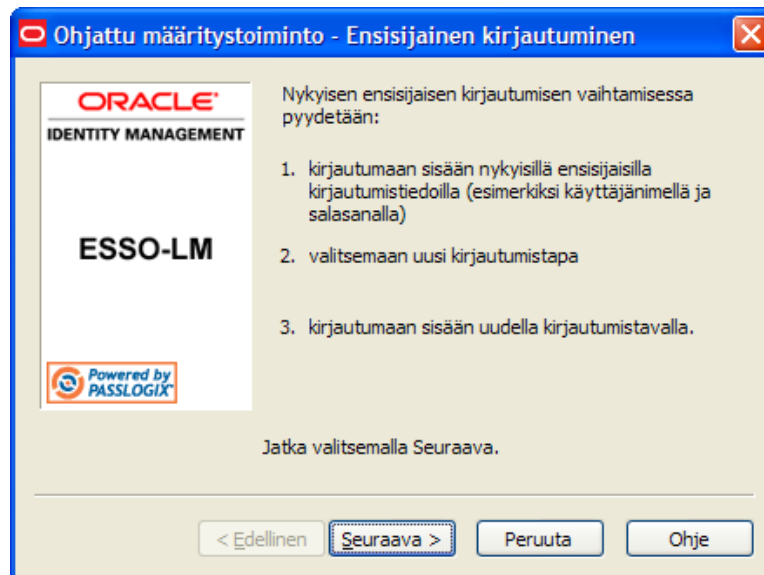 Ohjattu määritystoiminto - Ensisijainen kirjautuminen
ORACLE
IDENTITY MANAGEMENT
ESSO-LM
Powered by
PASSLOGIX
Nykyisen ensisijaisen kirjautumisen vaihtamisessa
pyydetään:
1. kirjautumaan sisään nykyisillä ensisijaisilla
kirjautumistiedoilla (esimerkiksi käyttäjänimellä ja
salasanalla)
2. valitsemaan uusi kirjautumistapa
3. kirjautumaan sisään uudella kirjautumistavalla.
Jatka valitsemalla Seuraava.
< Edellinen Seuraava > Peruuta Ohje